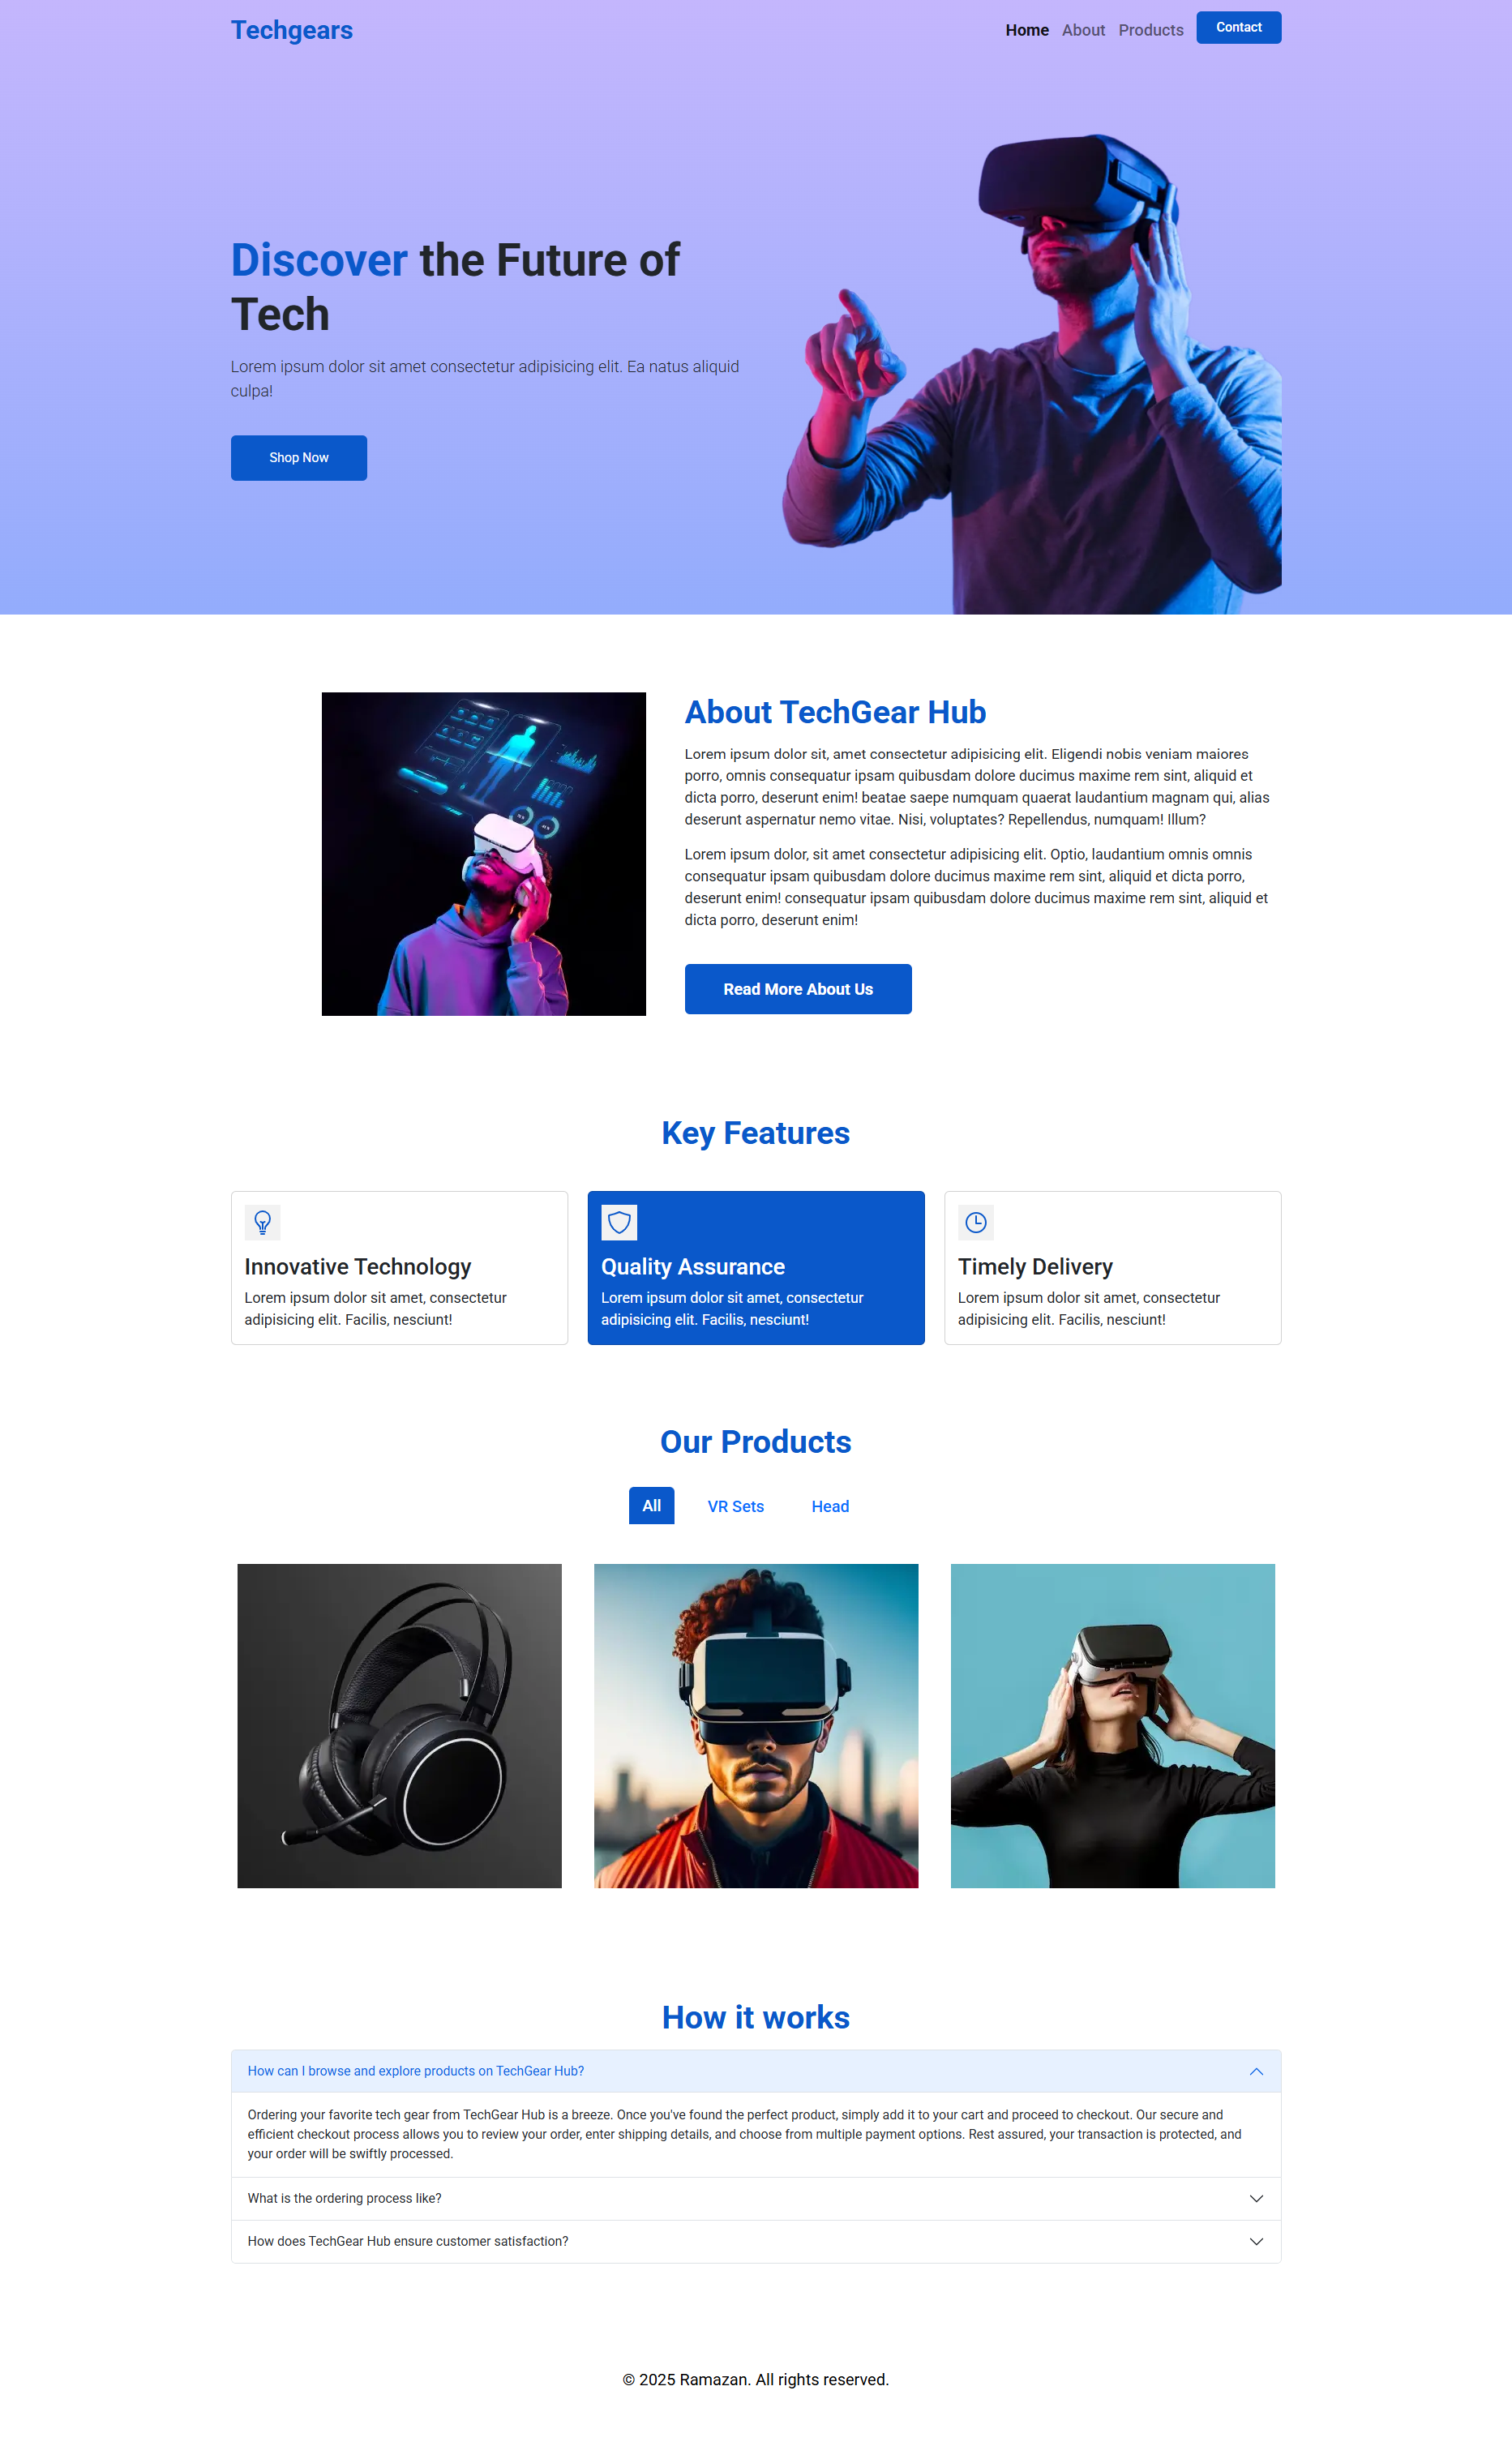 Techgears
Home About Products Contact
Discover the Future of
Tech
Lorem ipsum dolor sit amet consectetur adipisicing elit. Ea natus aliquid
culpa!
Shop Now
About TechGear Hub
Lorem ipsum dolor sit, amet consectetur adipisicing elit. Eligendi nobis veniam maiores
porro, omnis consequatur ipsam quibusdam dolore ducimus maxime rem sint, aliquid et
dicta porro, deserunt enim! beatae saepe numquam quaerat laudantium magnam qui, alias
deserunt aspernatur nemo vitae. Nisi, voluptates? Repellendus, numquam! Illum?
Lorem ipsum dolor, sit amet consectetur adipisicing elit. Optio, laudantium omnis omnis
consequatur ipsam quibusdam dolore ducimus maxime rem sint, aliquid et dicta porro,
deserunt enim! consequatur ipsam quibusdam dolore ducimus maxime rem sint, aliquid et
dicta porro, deserunt enim!
Read More About Us
Key Features
Innovative Technology
Lorem ipsum dolor sit amet, consectetur
adipisicing elit. Facilis, nesciunt!
Quality Assurance
Lorem ipsum dolor sit amet, consectetur
adipisicing elit. Facilis, nesciunt!
Timely Delivery
Lorem ipsum dolor sit amet, consectetur
adipisicing elit. Facilis, nesciunt!
Our Products
All VR Sets Head
How it works
How can I browse and explore products on TechGear Hub?
Ordering your favorite tech gear from TechGear Hub is a breeze. Once you've found the perfect product, simply add it to your cart and proceed to checkout. Our secure and
efficient checkout process allows you to review your order, enter shipping details, and choose from multiple payment options. Rest assured, your transaction is protected, and
your order will be swiftly processed.
What is the ordering process like?
How does TechGear Hub ensure customer satisfaction?
© 2025 Ramazan. All rights reserved.